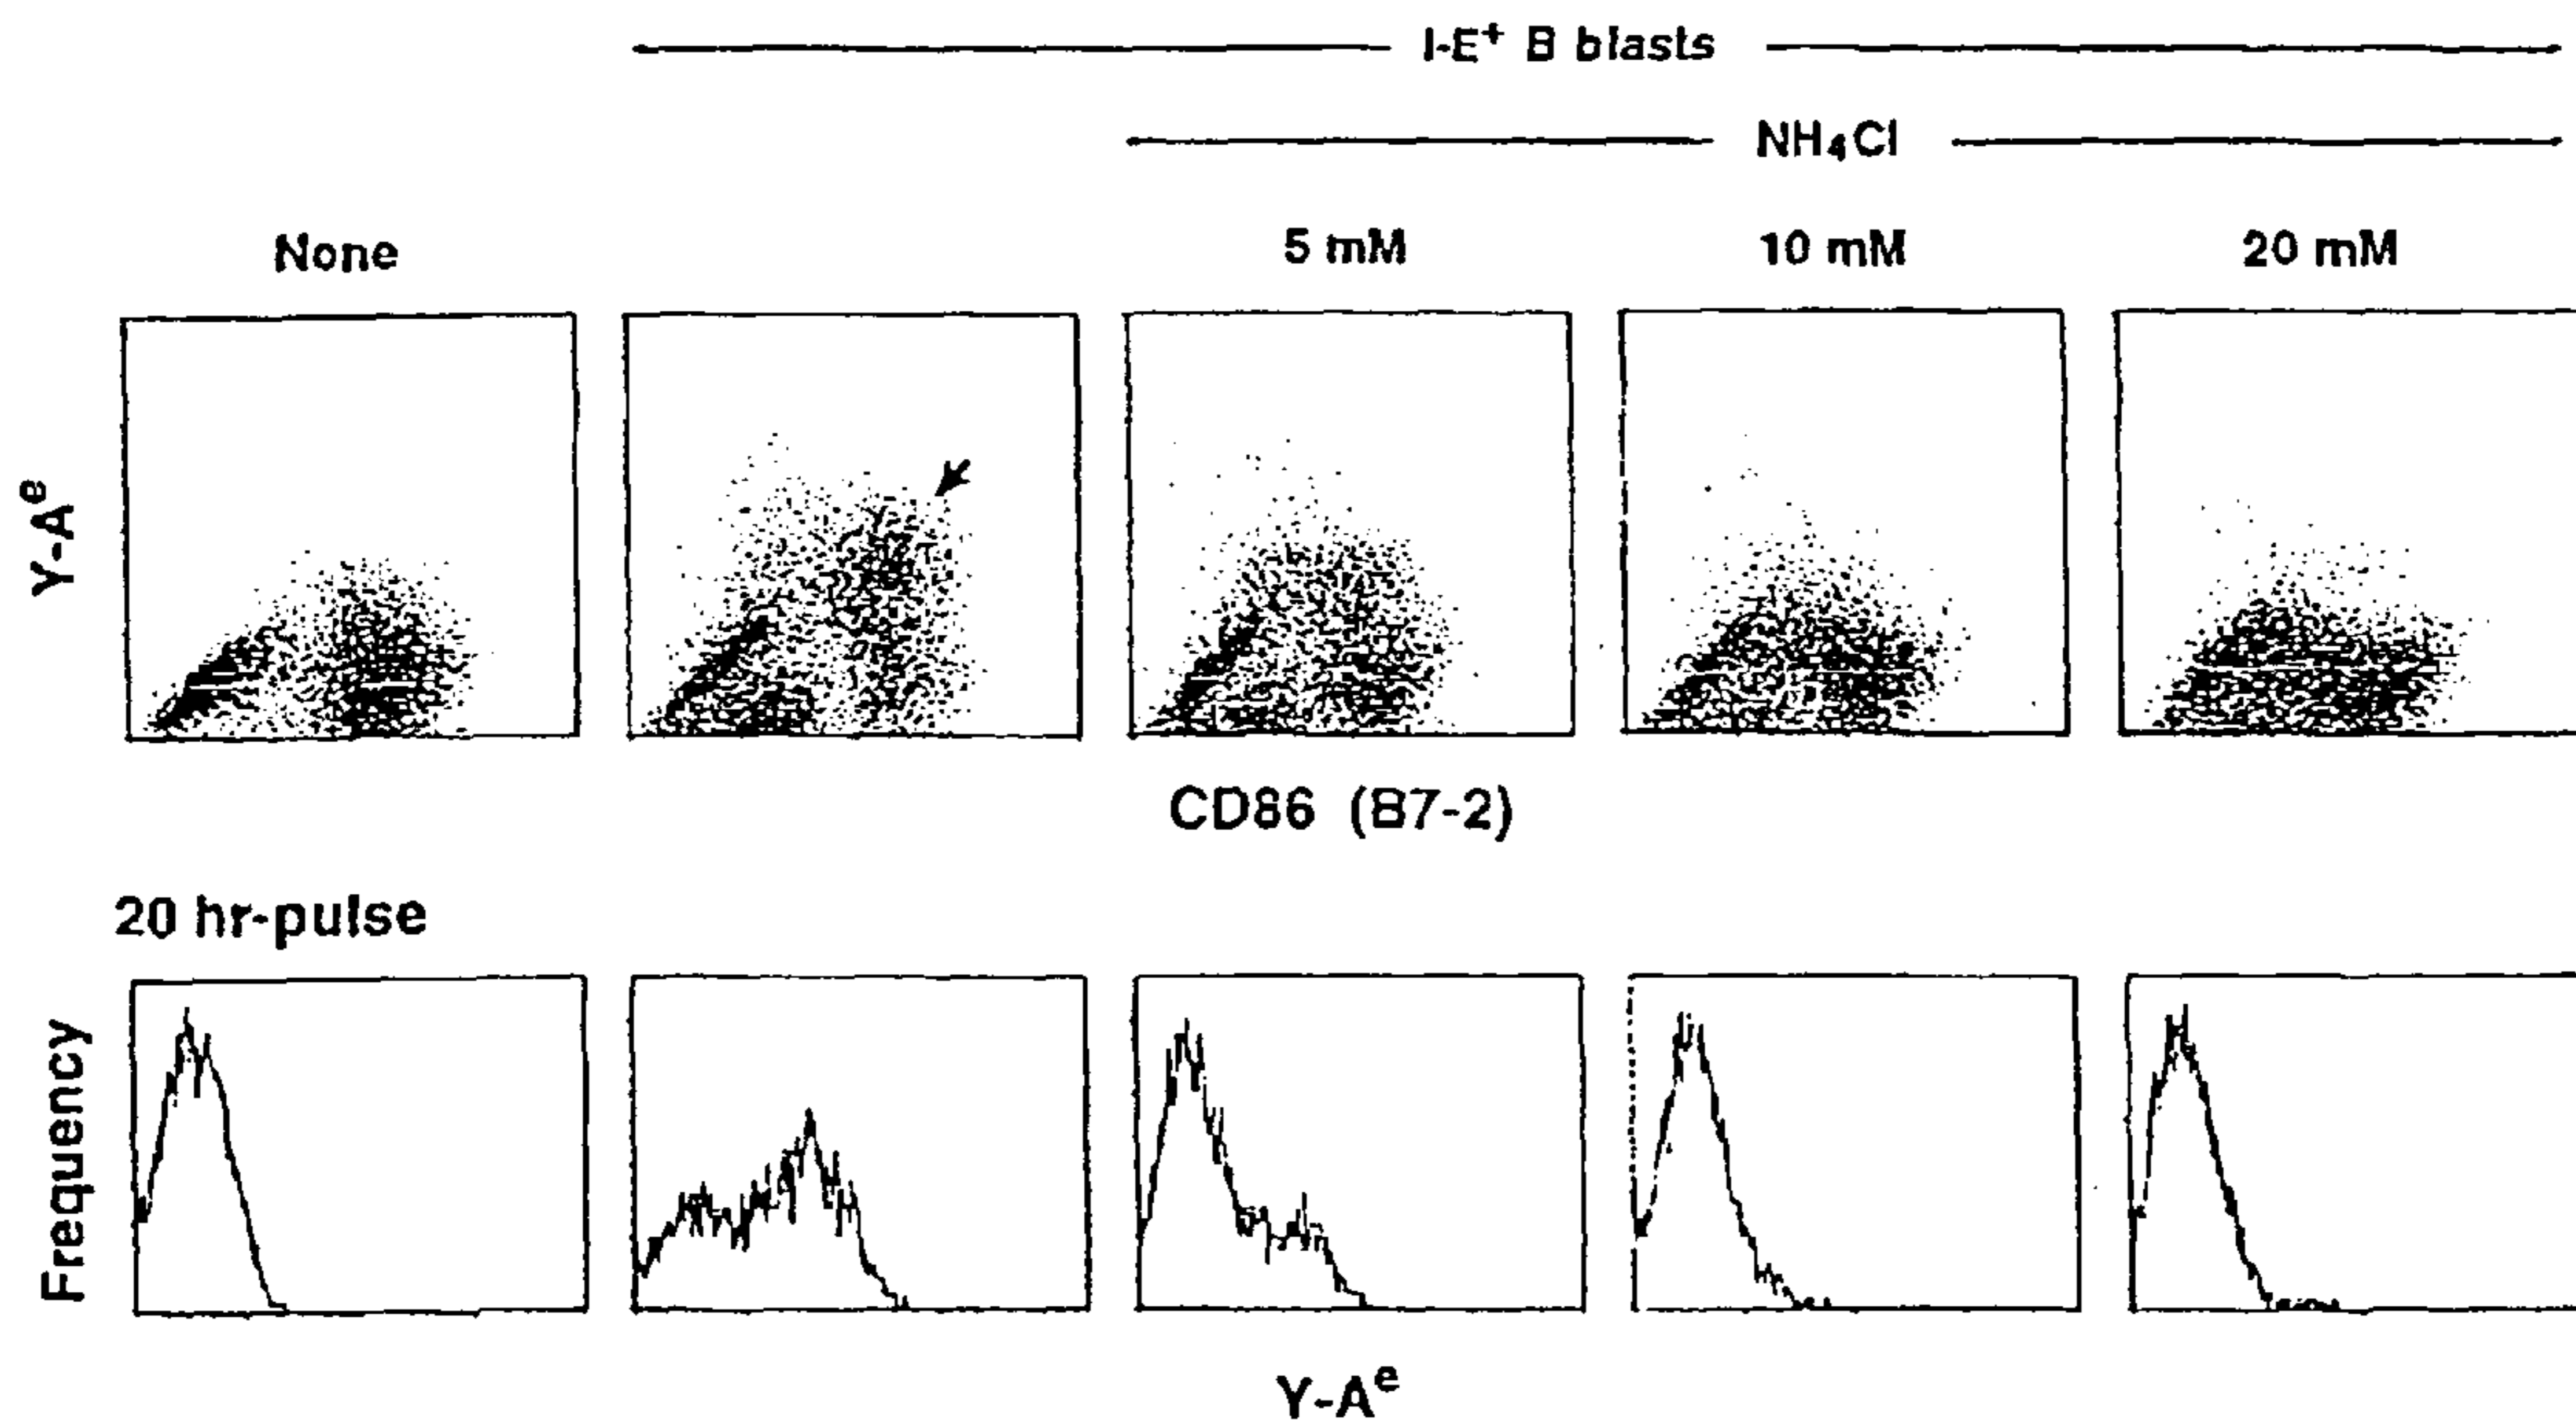 I-E⁺ B blasts
NH₄Cl
None
5 mM
10 mM
20 mM
Y-Aᵉ
CD86 (B7-2)
20 hr-pulse
Frequency
Y-Aᵉ